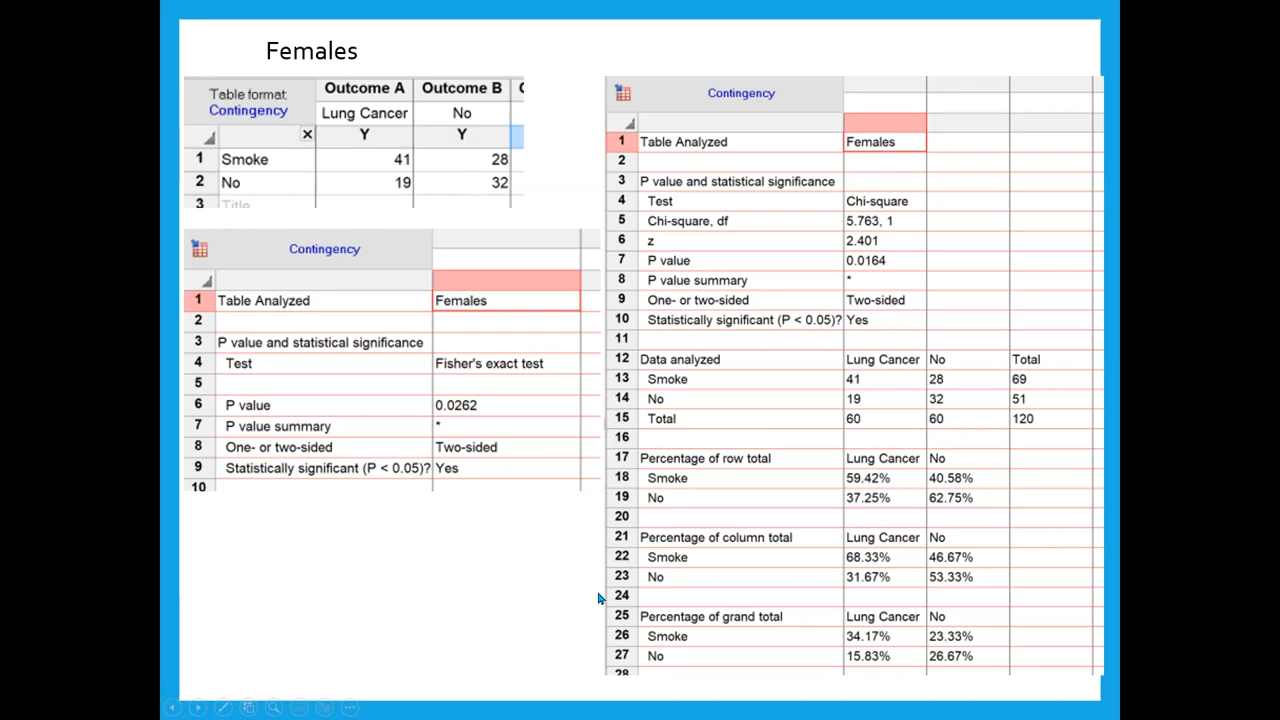 Females
Table format: Contingency Outcome A Outcome B
Lung Cancer No
Y Y
1 Smoke 41 28
2 No 19 32
3 Title
Contingency
1 Table Analyzed Females
2
3 P value and statistical significance
4 Test Fisher's exact test
5
6 P value 0.0262
7 P value summary *
8 One- or two-sided Two-sided
9 Statistically significant (P < 0.05)? Yes
10
Contingency
1 Table Analyzed Females
2
3 P value and statistical significance
4 Test Chi-square
5 Chi-square, df 5.763, 1
6 z 2.401
7 P value 0.0164
8 P value summary *
9 One- or two-sided Two-sided
10 Statistically significant (P < 0.05)? Yes
11
12 Data analyzed Lung Cancer No Total
13 Smoke 41 28 69
14 No 19 32 51
15 Total 60 60 120
16
17 Percentage of row total Lung Cancer No
18 Smoke 59.42% 40.58%
19 No 37.25% 62.75%
20
21 Percentage of column total Lung Cancer No
22 Smoke 68.33% 46.67%
23 No 31.67% 53.33%
24
25 Percentage of grand total Lung Cancer No
26 Smoke 34.17% 23.33%
27 No 15.83% 26.67%
28